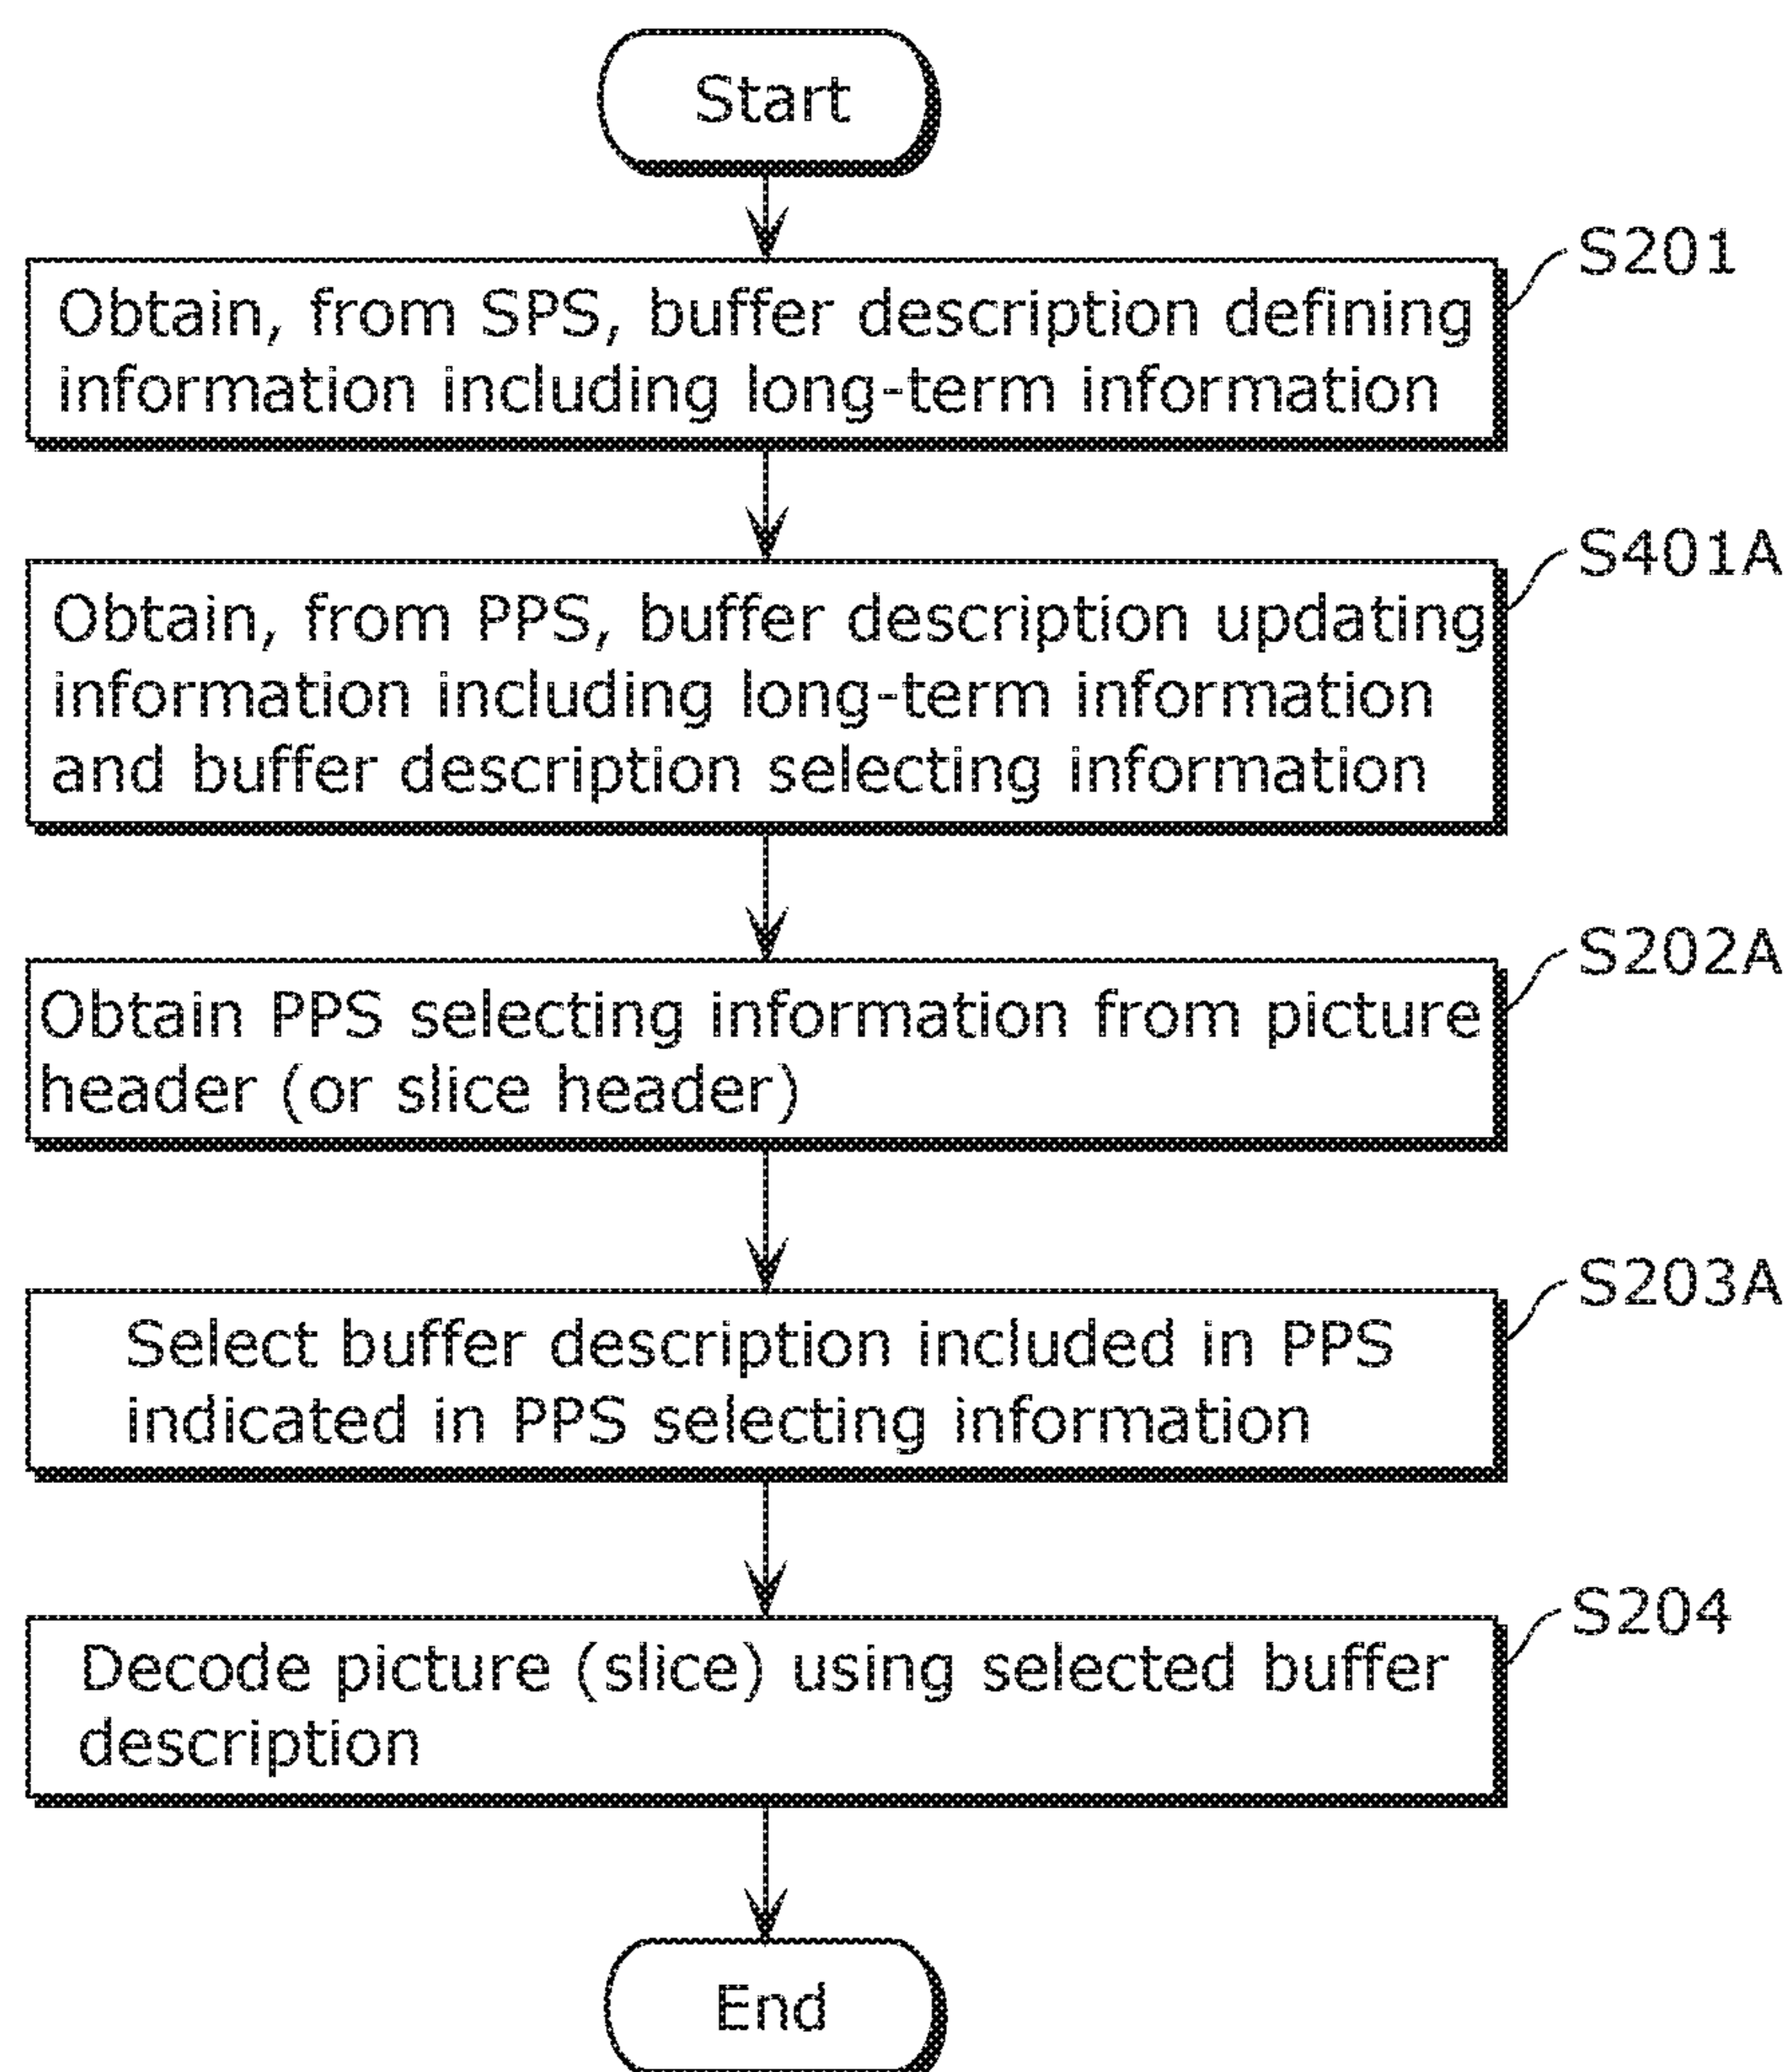 Start
S201
Obtain, from SPS, buffer description defining
information including long-term information
S401A
Obtain, from PPS, buffer description updating
information including long-term information
and buffer description selecting information
S202A
Obtain PPS selecting information from picture
header (or slice header)
S203A
Select buffer description included in PPS
indicated in PPS selecting information
S204
Decode picture (slice) using selected buffer
description
End